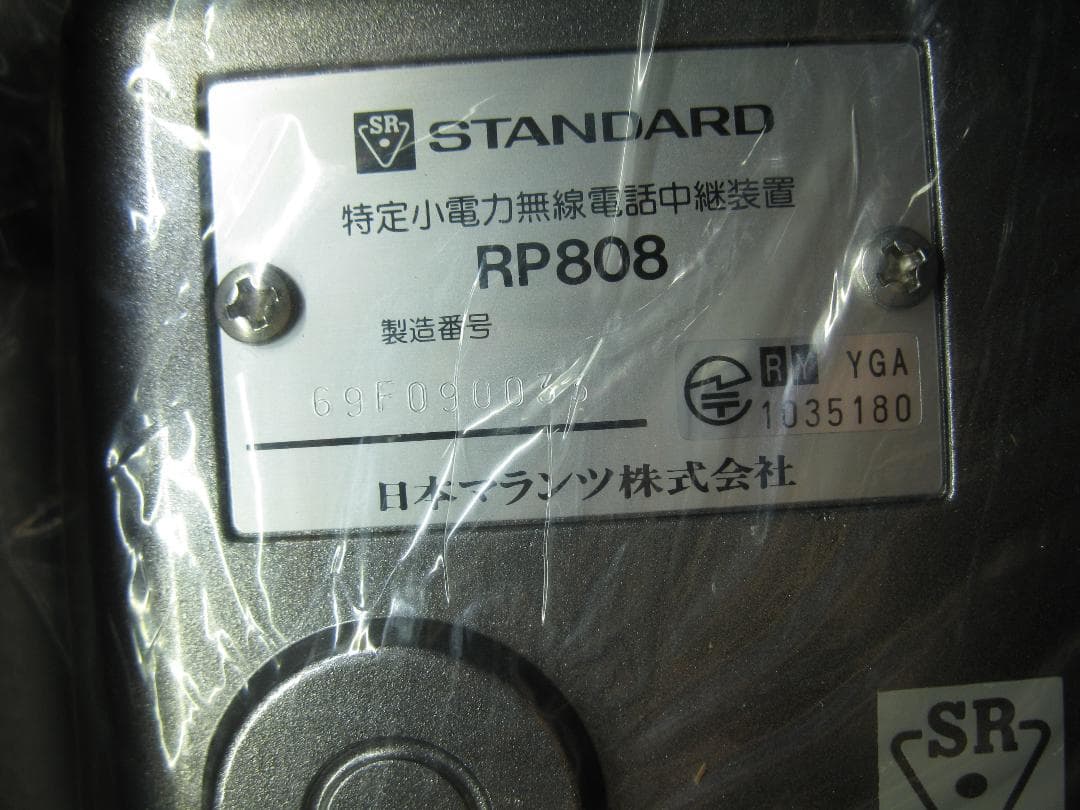 SR STANDARD
特定小電力無線電話中継装置
RP808
製造番号
RY YGA
1035180
日本マランツ株式会社
SR